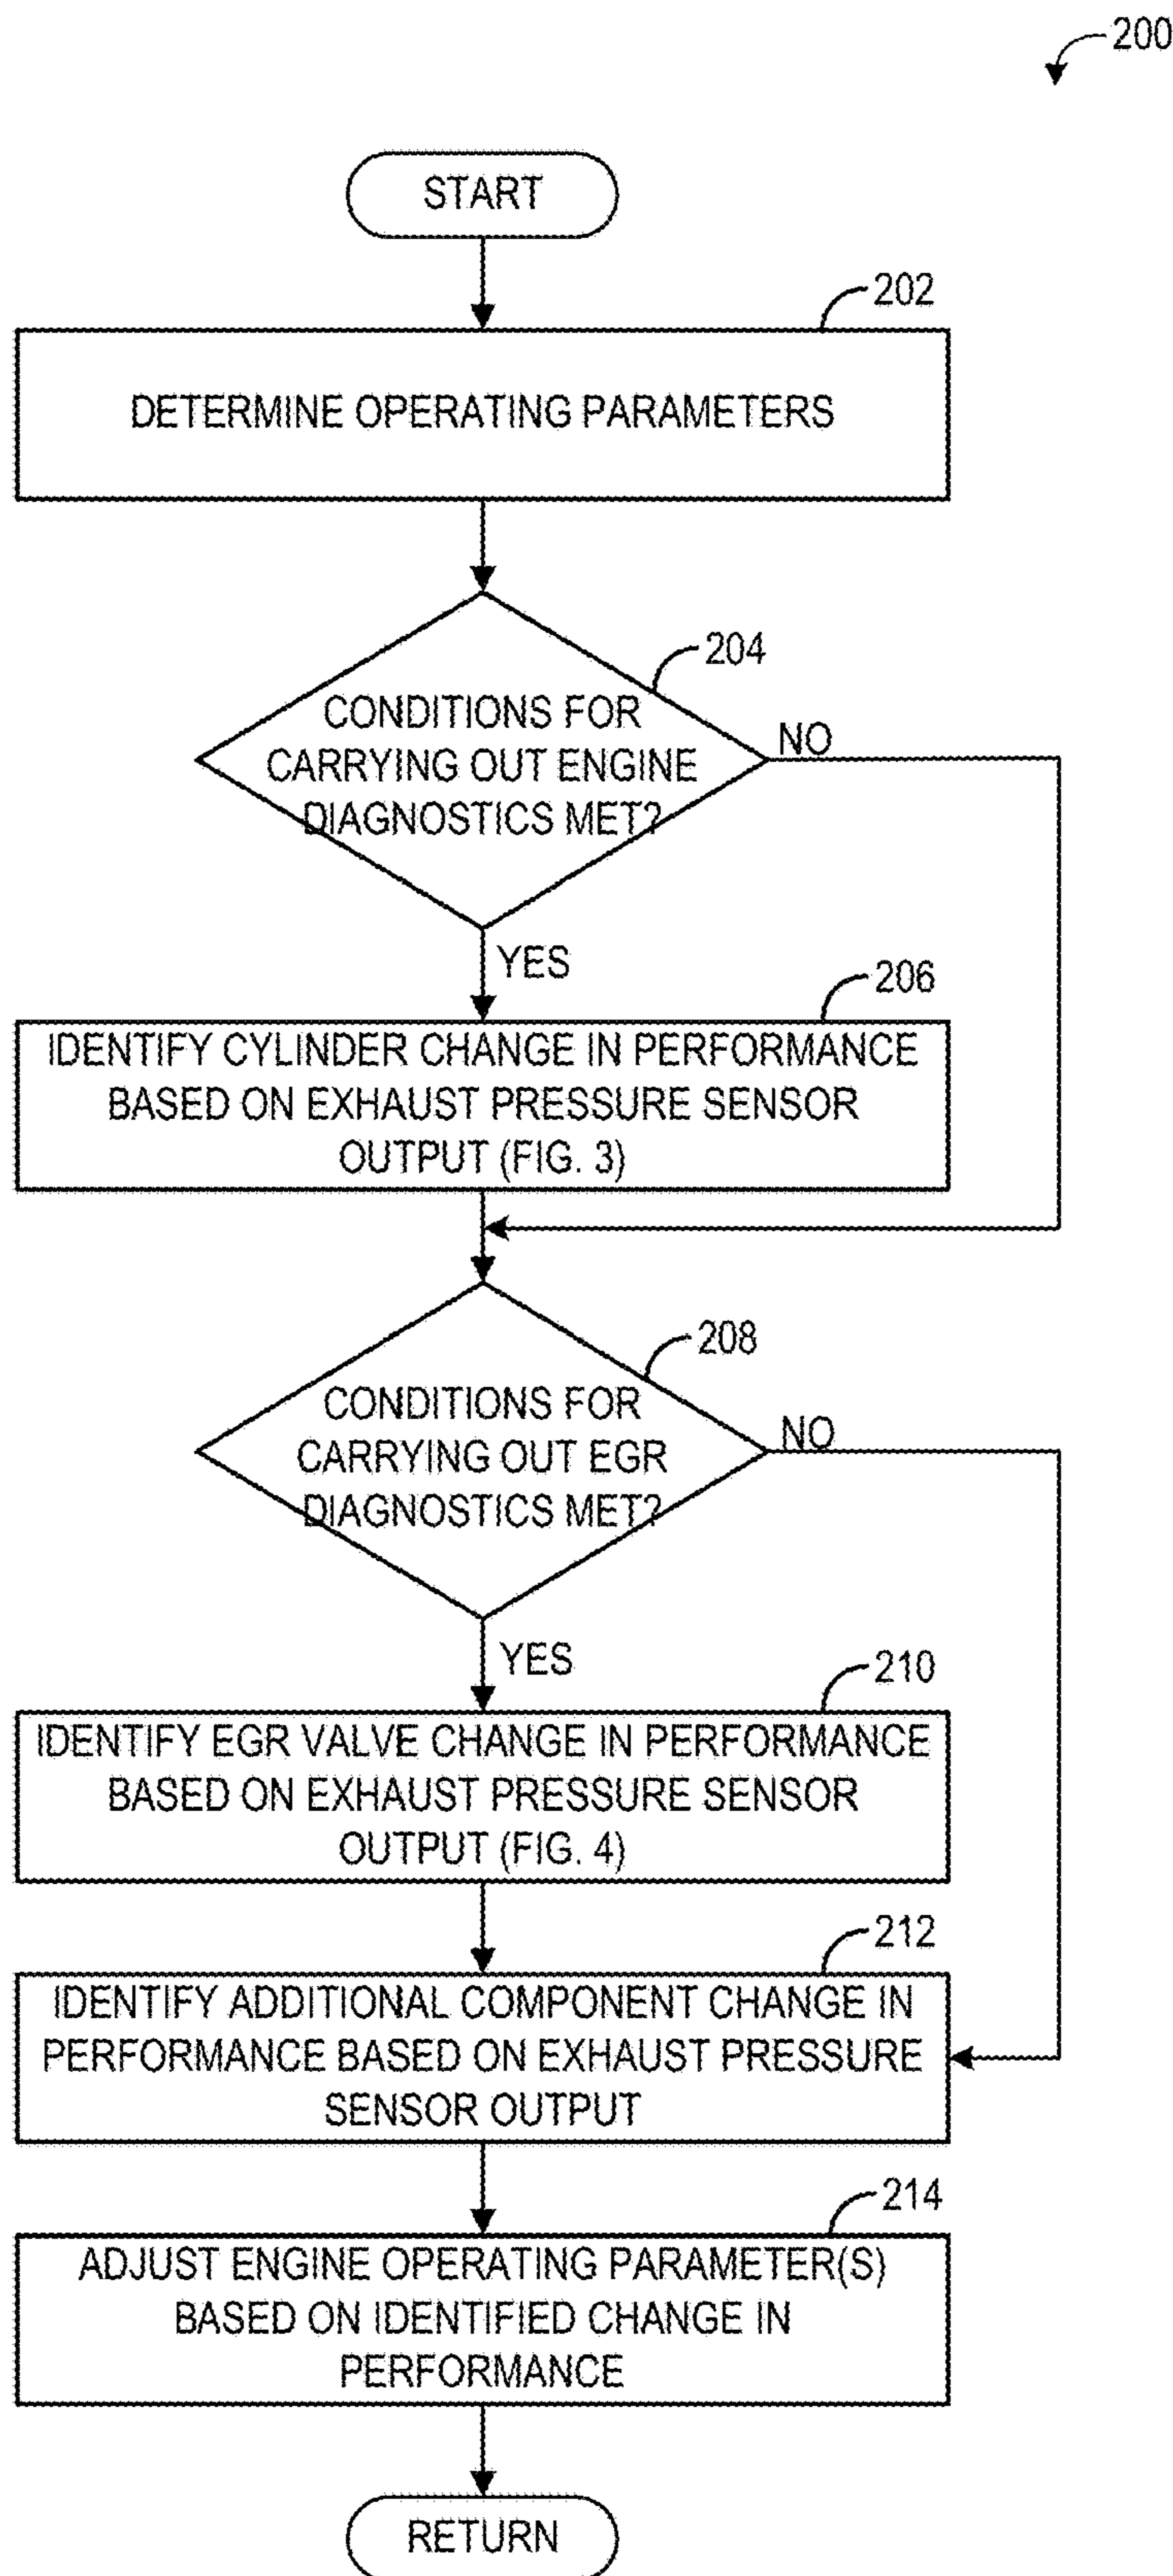 200
START
202
DETERMINE OPERATING PARAMETERS
204
CONDITIONS FOR
CARRYING OUT ENGINE
DIAGNOSTICS MET?
NO
YES
206
IDENTIFY CYLINDER CHANGE IN PERFORMANCE
BASED ON EXHAUST PRESSURE SENSOR
OUTPUT (FIG. 3)
208
CONDITIONS FOR
CARRYING OUT EGR
DIAGNOSTICS MET?
NO
YES
210
IDENTIFY EGR VALVE CHANGE IN PERFORMANCE
BASED ON EXHAUST PRESSURE SENSOR
OUTPUT (FIG. 4)
212
IDENTIFY ADDITIONAL COMPONENT CHANGE IN
PERFORMANCE BASED ON EXHAUST PRESSURE
SENSOR OUTPUT
214
ADJUST ENGINE OPERATING PARAMETER(S)
BASED ON IDENTIFIED CHANGE IN
PERFORMANCE
RETURN